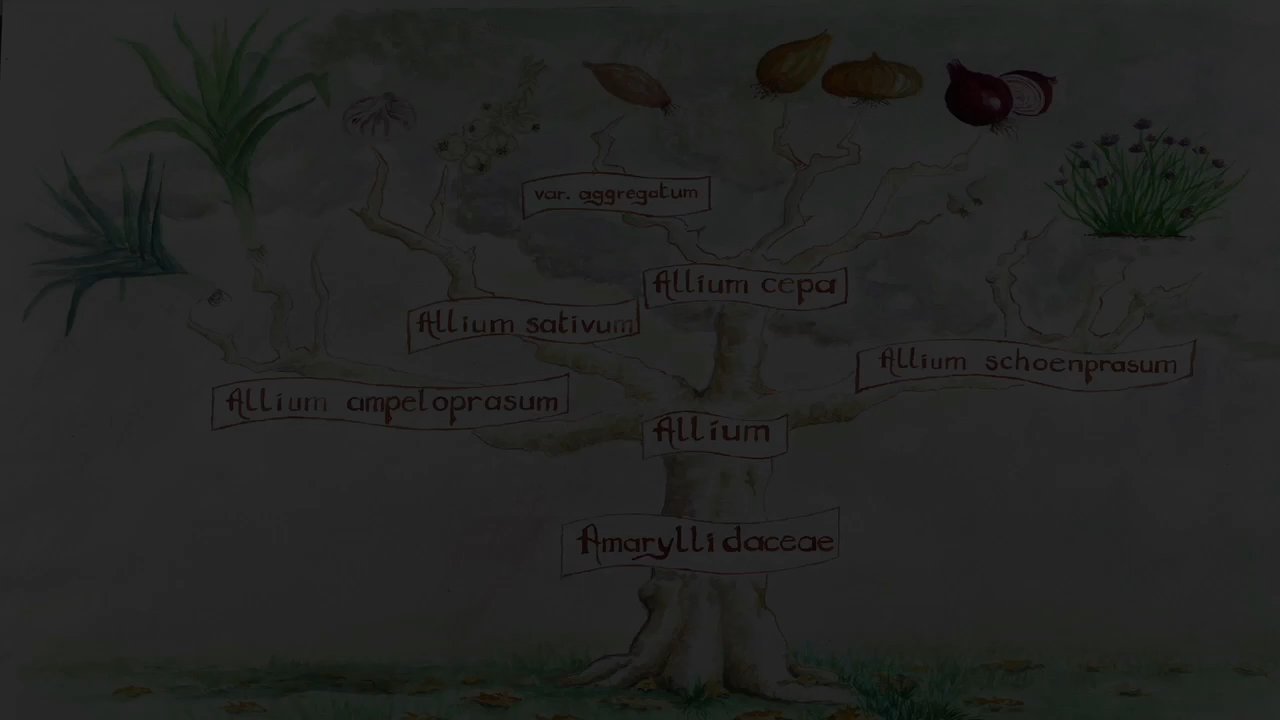 var. aggregatum
Allium cepa
Allium sativum
Allium schoenprasum
Allium ampeloprasum
Allium
Amaryllidaceae